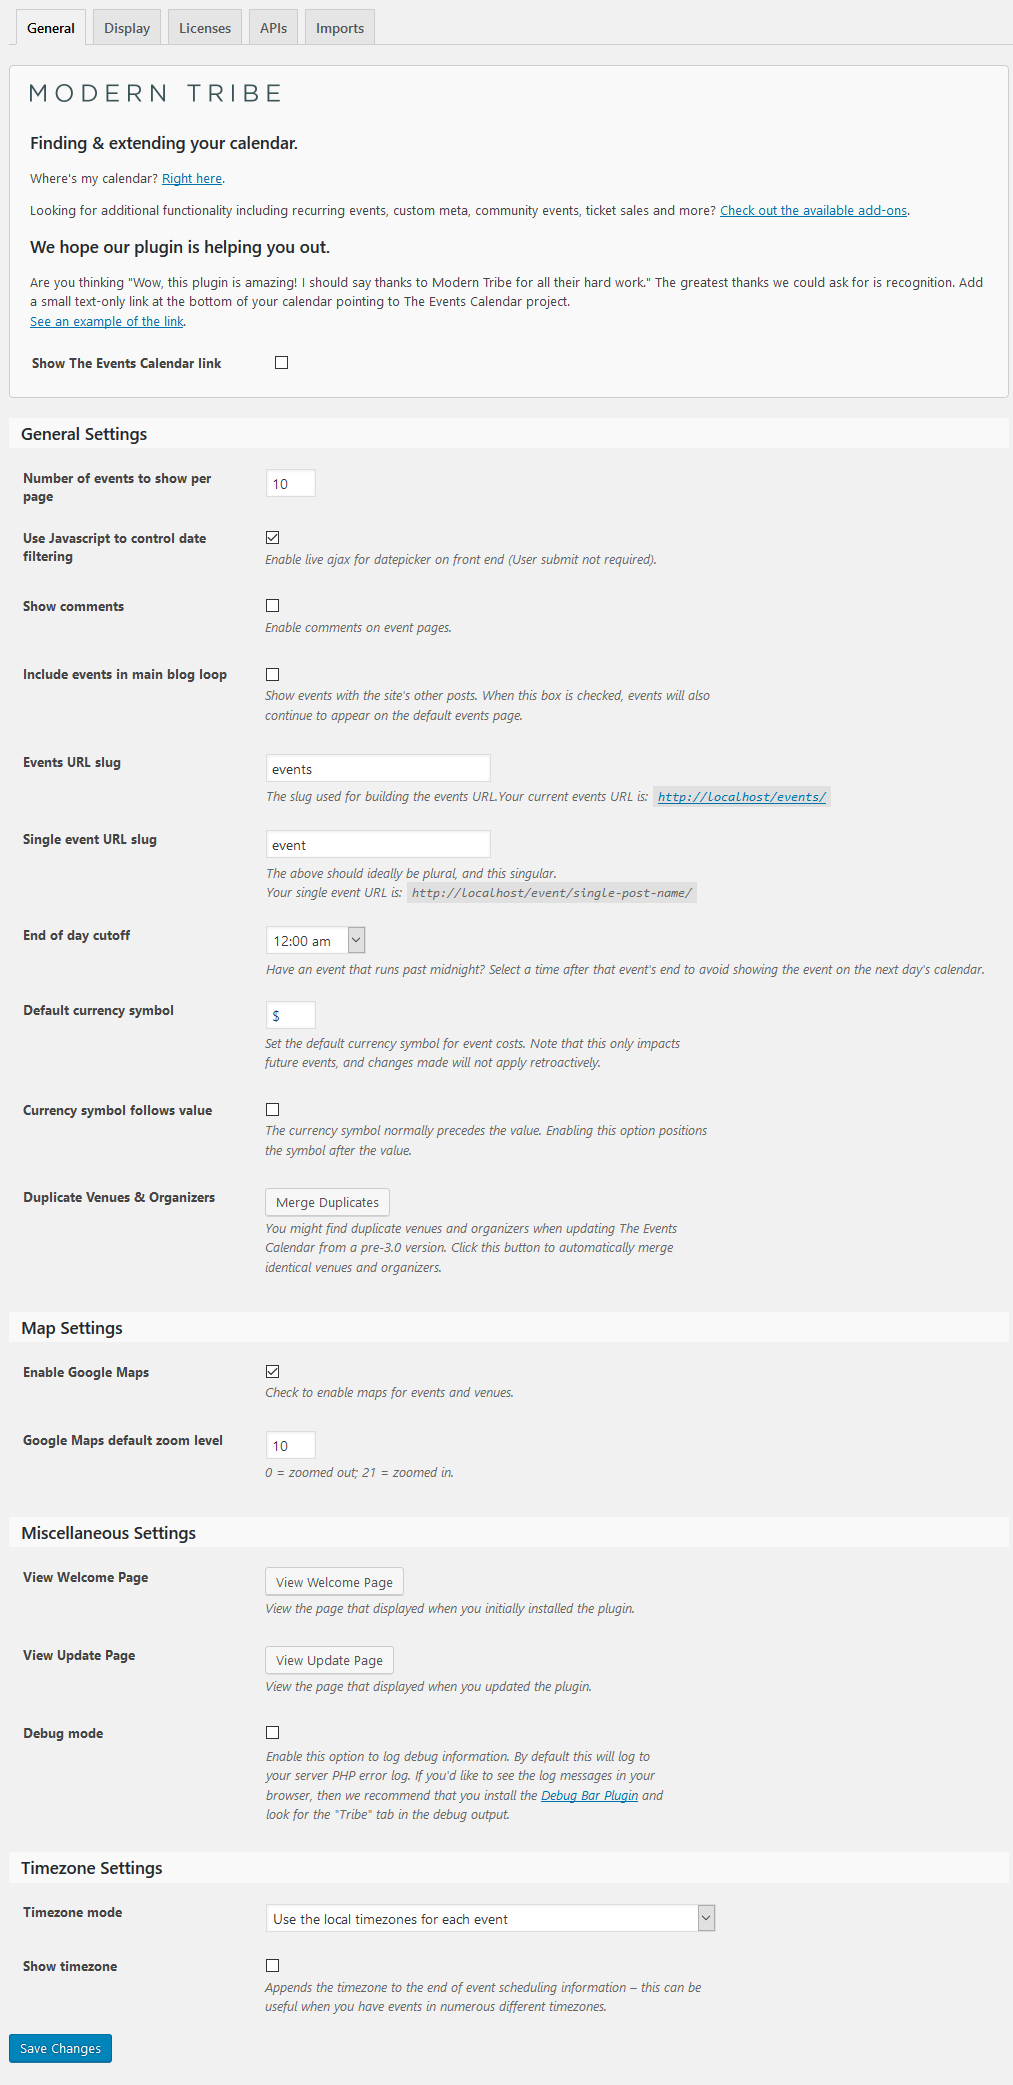 General Display Licenses APIs Imports
MODERN TRIBE
Finding & extending your calendar.
Where's my calendar? Right here.
Looking for additional functionality including recurring events, custom meta, community events, ticket sales and more? Check out the available add-ons.
We hope our plugin is helping you out.
Are you thinking "Wow, this plugin is amazing! I should say thanks to Modern Tribe for all their hard work." The greatest thanks we could ask for is recognition. Add
a small text-only link at the bottom of your calendar pointing to The Events Calendar project.
See an example of the link.
Show The Events Calendar link
General Settings
Number of events to show per
page
10
Use Javascript to control date
filtering
Enable live ajax for datepicker on front end (User submit not required).
Show comments
Enable comments on event pages.
Include events in main blog loop
Show events with the site's other posts. When this box is checked, events will also
continue to appear on the default events page.
Events URL slug
events
The slug used for building the events URL.Your current events URL is: http://localhost/events/
Single event URL slug
event
The above should ideally be plural, and this singular.
Your single event URL is: http://localhost/event/single-post-name/
End of day cutoff
12:00 am
Have an event that runs past midnight? Select a time after that event's end to avoid showing the event on the next day's calendar.
Default currency symbol
$
Set the default currency symbol for event costs. Note that this only impacts
future events, and changes made will not apply retroactively.
Currency symbol follows value
The currency symbol normally precedes the value. Enabling this option positions
the symbol after the value.
Duplicate Venues & Organizers
Merge Duplicates
You might find duplicate venues and organizers when updating The Events
Calendar from a pre-3.0 version. Click this button to automatically merge
identical venues and organizers.
Map Settings
Enable Google Maps
Check to enable maps for events and venues.
Google Maps default zoom level
10
0 = zoomed out; 21 = zoomed in.
Miscellaneous Settings
View Welcome Page
View Welcome Page
View the page that displayed when you initially installed the plugin.
View Update Page
View Update Page
View the page that displayed when you updated the plugin.
Debug mode
Enable this option to log debug information. By default this will log to
your server PHP error log. If you'd like to see the log messages in your
browser, then we recommend that you install the Debug Bar Plugin and
look for the "Tribe" tab in the debug output.
Timezone Settings
Timezone mode
Use the local timezones for each event
Show timezone
Appends the timezone to the end of event scheduling information – this can be
useful when you have events in numerous different timezones.
Save Changes